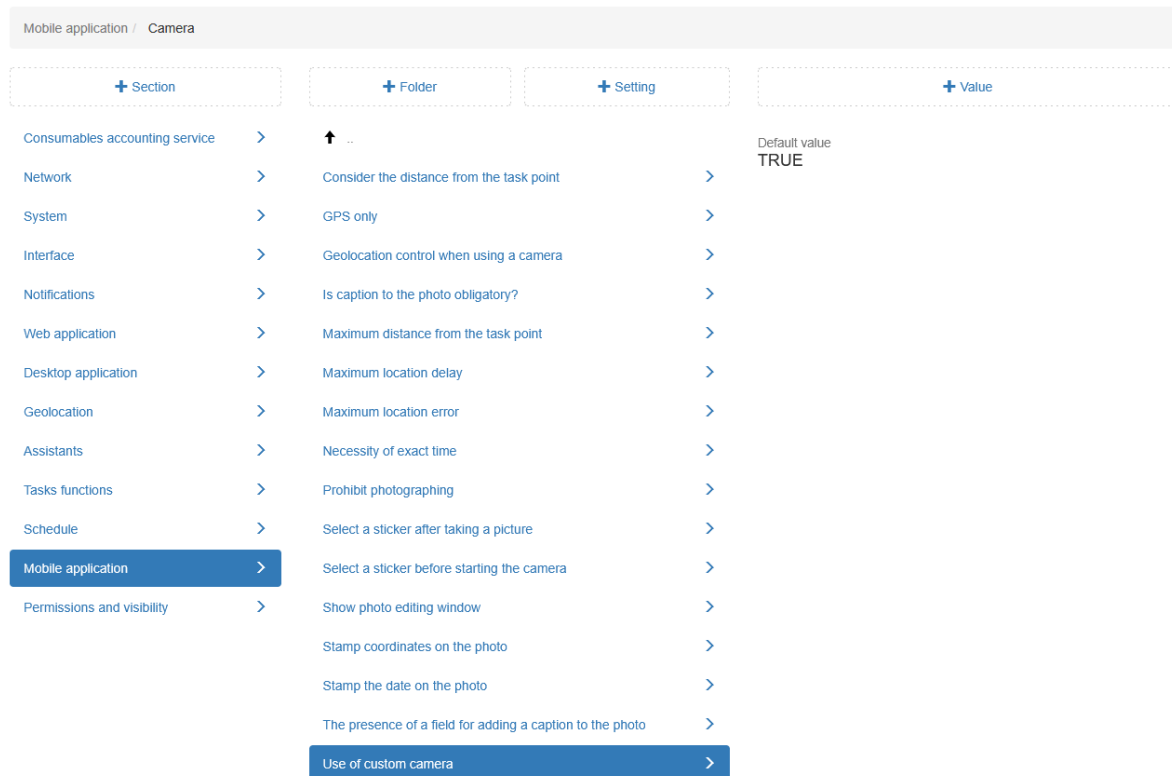 Mobile application / Camera
+ Section
+ Folder
+ Setting
+ Value
Consumables accounting service
Network
System
Interface
Notifications
Web application
Desktop application
Geolocation
Assistants
Tasks functions
Schedule
Mobile application
Permissions and visibility
..
Consider the distance from the task point
GPS only
Geolocation control when using a camera
Is caption to the photo obligatory?
Maximum distance from the task point
Maximum location delay
Maximum location error
Necessity of exact time
Prohibit photographing
Select a sticker after taking a picture
Select a sticker before starting the camera
Show photo editing window
Stamp coordinates on the photo
Stamp the date on the photo
The presence of a field for adding a caption to the photo
Use of custom camera
Default value
TRUE